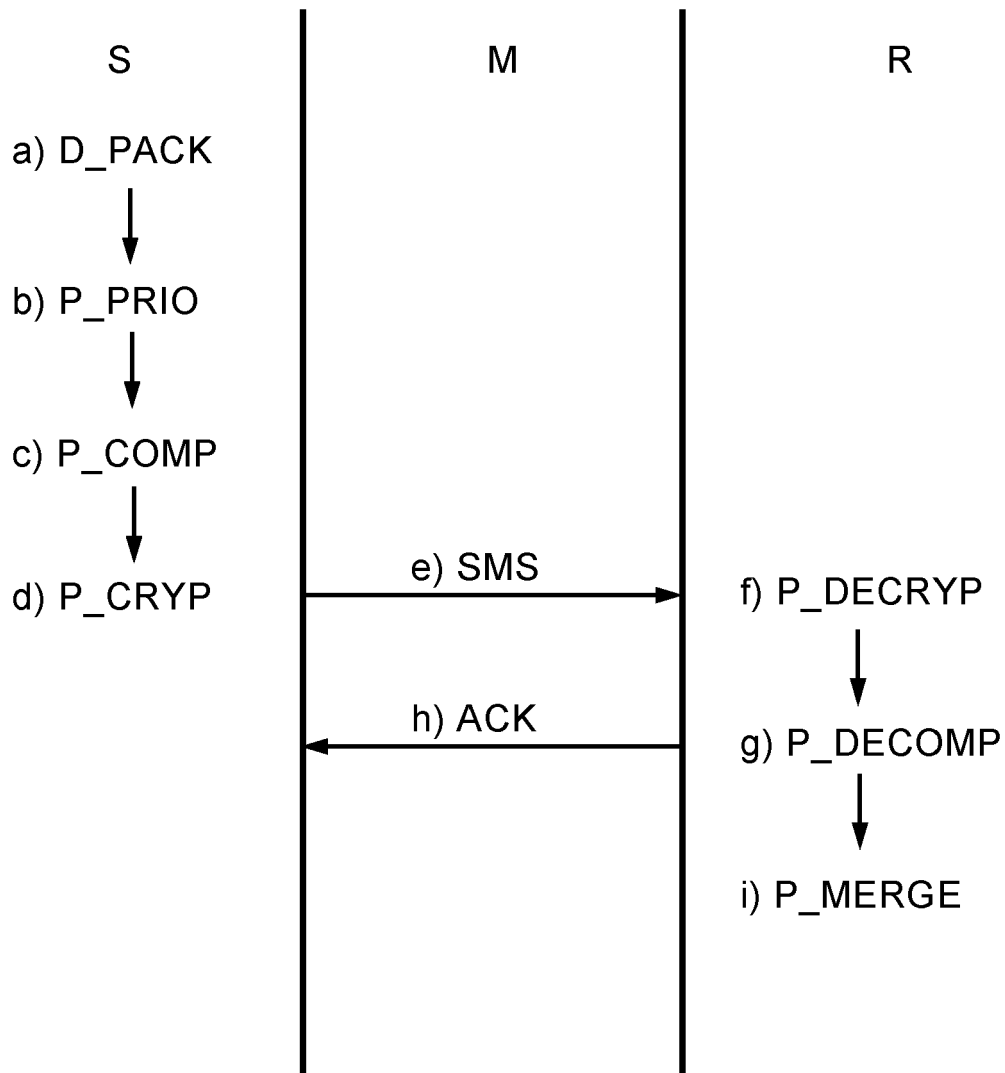 S M R
a) D_PACK
b) P_PRIO
c) P_COMP
d) P_CRYP
e) SMS
f) P_DECRYP
h) ACK
g) P_DECOMP
i) P_MERGE